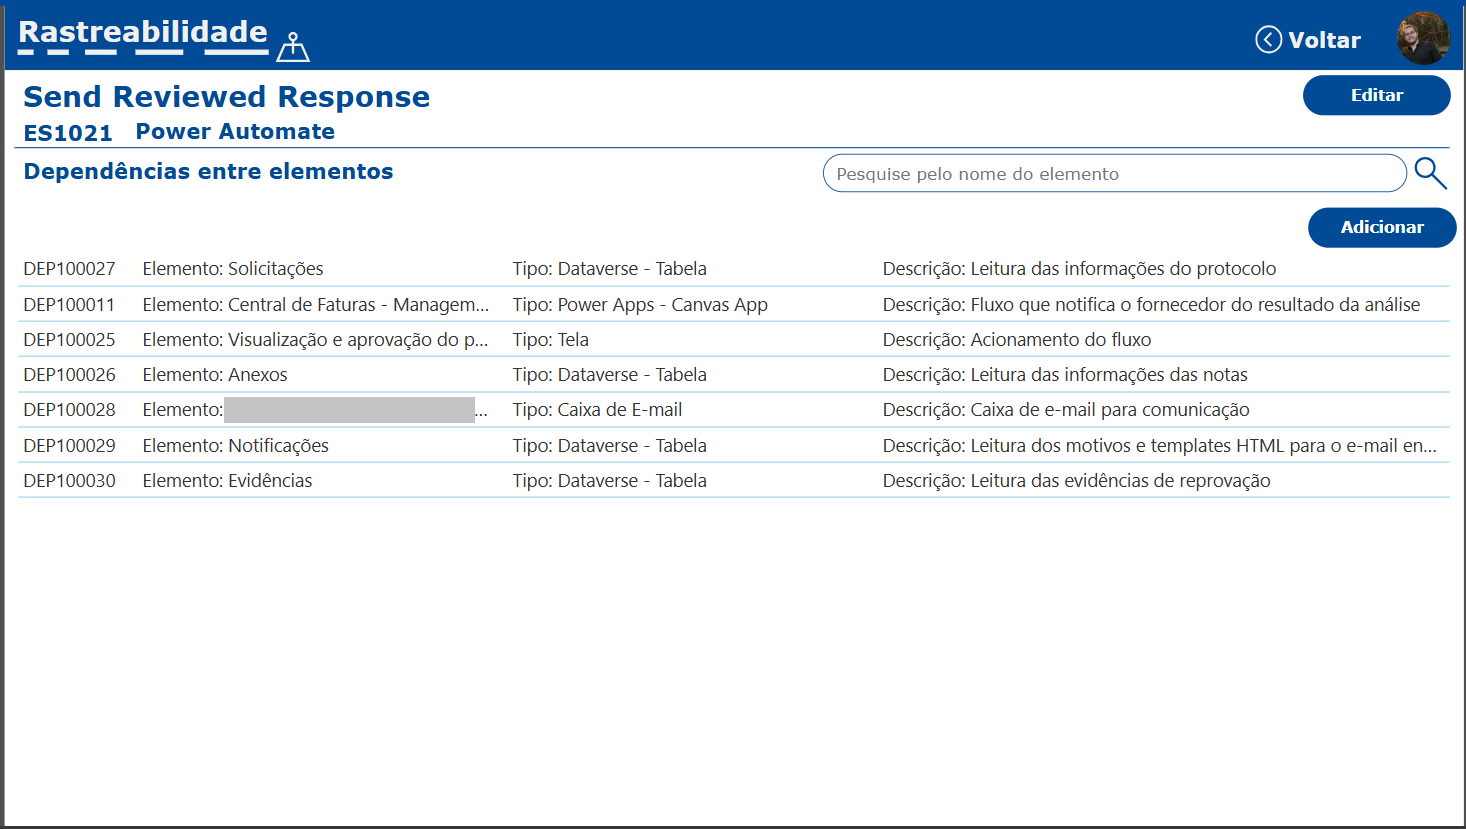 Rastreabilidade
Voltar
Send Reviewed Response
Editar
ES1021 Power Automate
Dependências entre elementos
Pesquise pelo nome do elemento
Adicionar
DEP100027 Elemento: Solicitações Tipo: Dataverse - Tabela Descrição: Leitura das informações do protocolo
DEP100011 Elemento: Central de Faturas - Managem... Tipo: Power Apps - Canvas App Descrição: Fluxo que notifica o fornecedor do resultado da análise
DEP100025 Elemento: Visualização e aprovação do p... Tipo: Tela Descrição: Acionamento do fluxo
DEP100026 Elemento: Anexos Tipo: Dataverse - Tabela Descrição: Leitura das informações das notas
DEP100028 Elemento: ... Tipo: Caixa de E-mail Descrição: Caixa de e-mail para comunicação
DEP100029 Elemento: Notificações Tipo: Dataverse - Tabela Descrição: Leitura dos motivos e templates HTML para o e-mail en...
DEP100030 Elemento: Evidências Tipo: Dataverse - Tabela Descrição: Leitura das evidências de reprovação